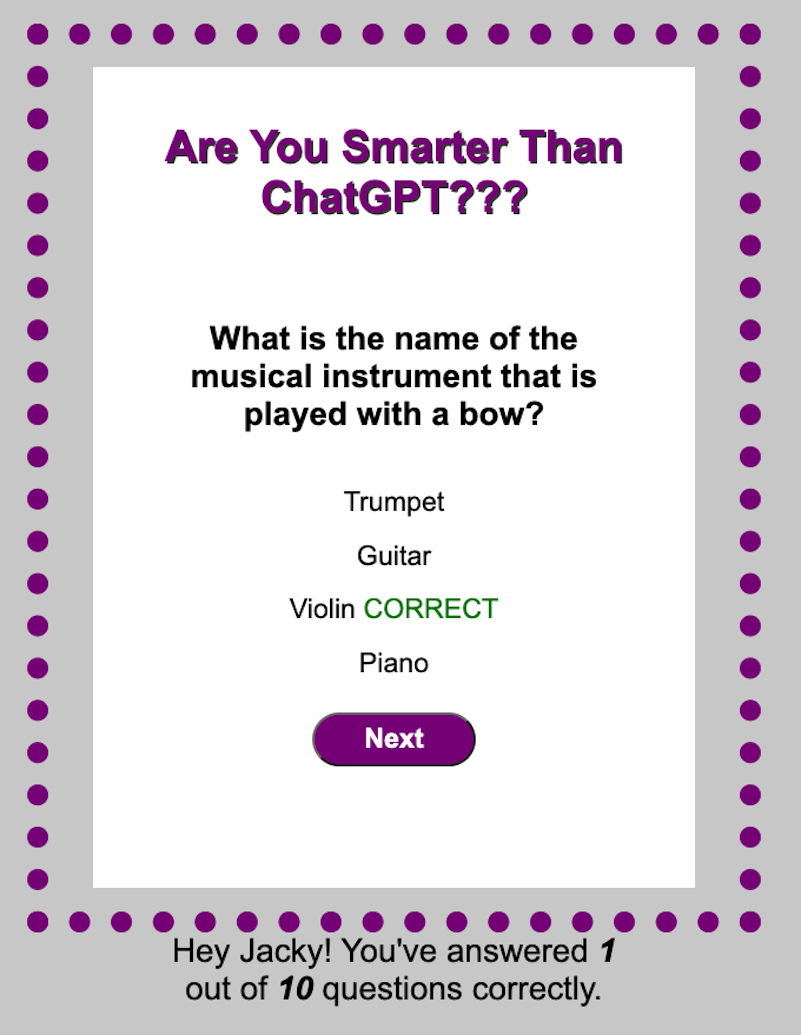 Are You Smarter Than
ChatGPT???
What is the name of the
musical instrument that is
played with a bow?
Trumpet
Guitar
Violin CORRECT
Piano
Next
Hey Jacky! You've answered 1
out of 10 questions correctly.